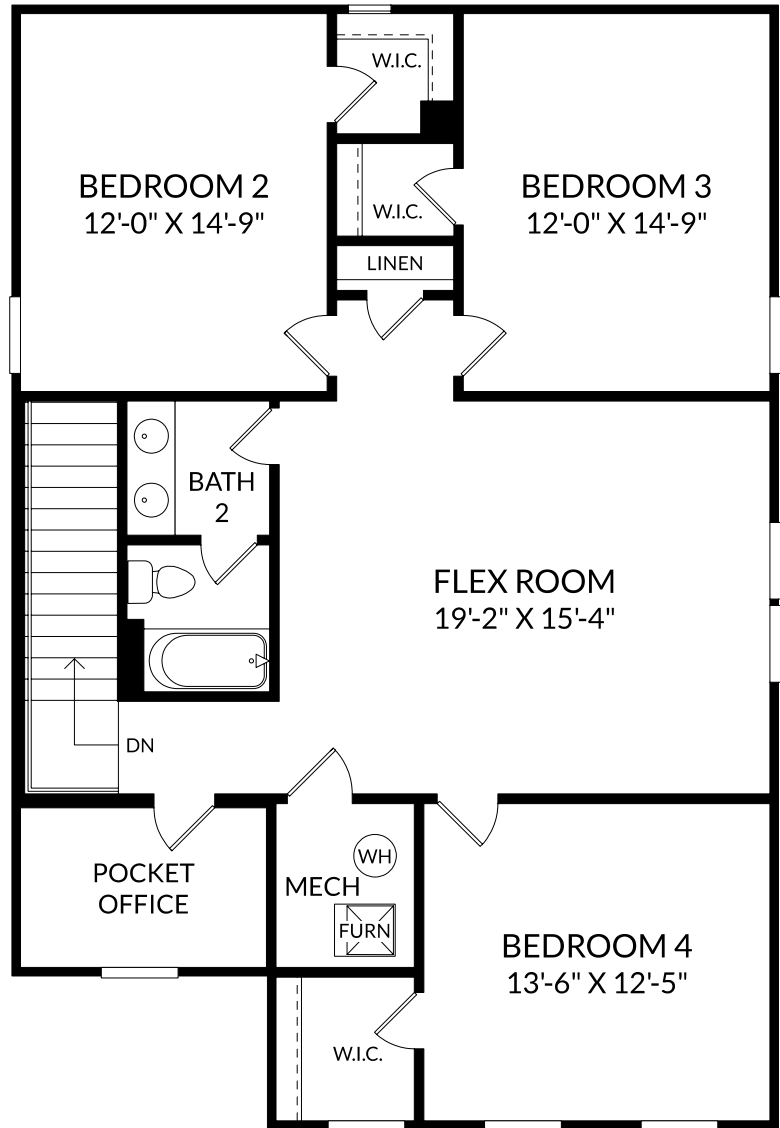 W.I.C.
BEDROOM 2
12'-0" X 14'-9"
BEDROOM 3
12'-0" X 14'-9"
W.I.C.
LINEN
BATH
2
FLEX ROOM
19'-2" X 15'-4"
DN
POCKET
OFFICE
WH
MECH
FURN
BEDROOM 4
13'-6" X 12'-5"
W.I.C.